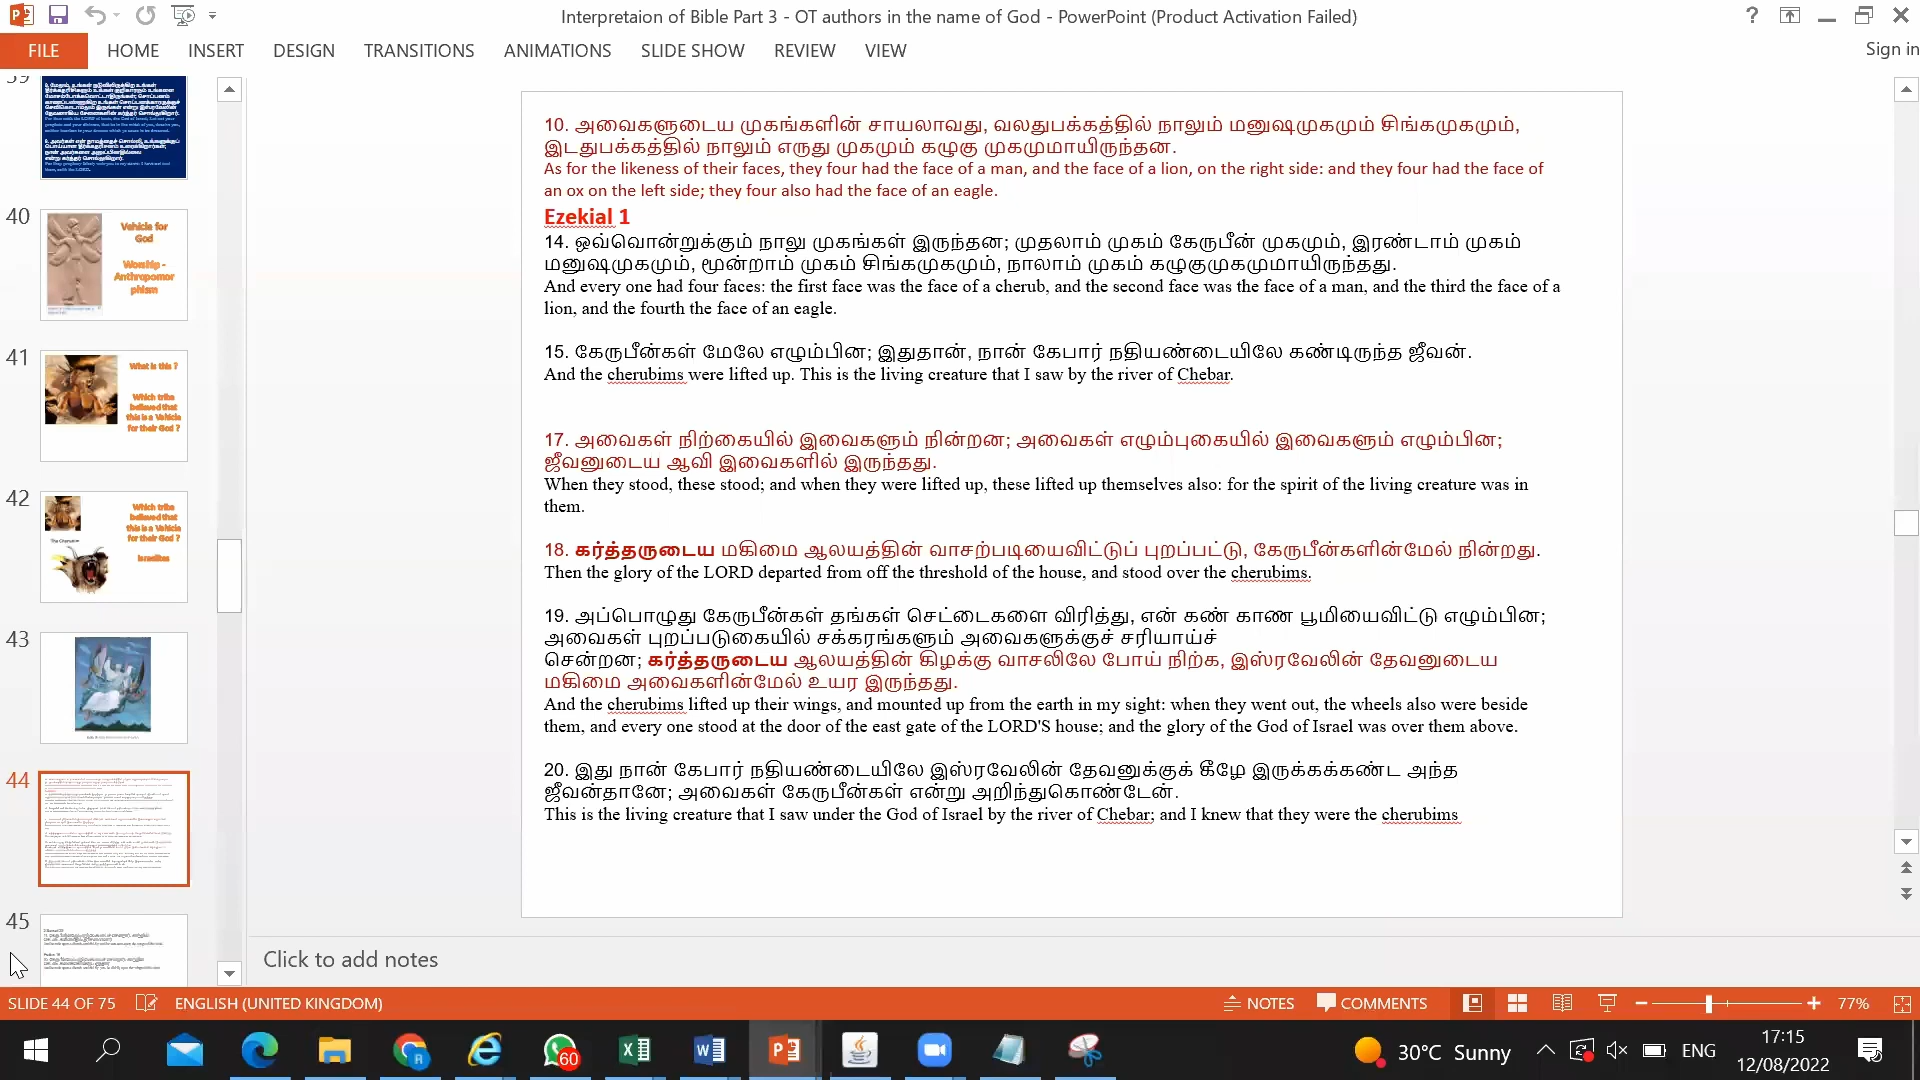 Interpretaion of Bible Part 3 - OT authors in the name of God - PowerPoint (Product Activation Failed)
FILE HOME INSERT DESIGN TRANSITIONS ANIMATIONS SLIDE SHOW REVIEW VIEW
Sign in
40
Vehicle for
God
Worship -
Anthropomor
phism
41
What is this ?
Which tribe
believed that
this is a Vehicle
for their God ?
42
Which tribe
believed that
this is a Vehicle
for their God ?
Israelites
The Cherubim
43
44
45
10. அவைகளுடைய முகங்களின் சாயலாவது, வலதுபக்கத்தில் நாலும் மனுஷமுகமும் சிங்கமுகமும்,
இடதுபக்கத்தில் நாலும் எருது முகமும் கழுகு முகமுமாயிருந்தன.
As for the likeness of their faces, they four had the face of a man, and the face of a lion, on the right side: and they four had the face of
an ox on the left side; they four also had the face of an eagle.
Ezekial 1
14. ஒவ்வொன்றுக்கும் நாலு முகங்கள் இருந்தன; முதலாம் முகம் கேருபீன் முகமும், இரண்டாம் முகம்
மனுஷமுகமும், மூன்றாம் முகம் சிங்கமுகமும், நாலாம் முகம் கழுகுமுகமுமாயிருந்தது.
And every one had four faces: the first face was the face of a cherub, and the second face was the face of a man, and the third the face of a
lion, and the fourth the face of an eagle.
15. கேருபீன்கள் மேலே எழும்பின; இதுதான், நான் கேபார் நதியண்டையிலே கண்டிருந்த ஜீவன்.
And the cherubims were lifted up. This is the living creature that I saw by the river of Chebar.
17. அவைகள் நிற்கையில் இவைகளும் நின்றன; அவைகள் எழும்புகையில் இவைகளும் எழும்பின;
ஜீவனுடைய ஆவி இவைகளில் இருந்தது.
When they stood, these stood; and when they were lifted up, these lifted up themselves also: for the spirit of the living creature was in
them.
18. கர்த்தருடைய மகிமை ஆலயத்தின் வாசற்படியைவிட்டுப் புறப்பட்டு, கேருபீன்களின்மேல் நின்றது.
Then the glory of the LORD departed from off the threshold of the house, and stood over the cherubims.
19. அப்பொழுது கேருபீன்கள் தங்கள் செட்டைகளை விரித்து, என் கண் காண பூமியைவிட்டு எழும்பின;
அவைகள் புறப்படுகையில் சக்கரங்களும் அவைகளுக்குச் சரியாய்ச்
சென்றன; கர்த்தருடைய ஆலயத்தின் கிழக்கு வாசலிலே போய் நிற்க, இஸ்ரவேலின் தேவனுடைய
மகிமை அவைகளின்மேல் உயர இருந்தது.
And the cherubims lifted up their wings, and mounted up from the earth in my sight: when they went out, the wheels also were beside
them, and every one stood at the door of the east gate of the LORD'S house; and the glory of the God of Israel was over them above.
20. இது நான் கேபார் நதியண்டையிலே இஸ்ரவேலின் தேவனுக்குக் கீழே இருக்கக்கண்ட அந்த
ஜீவன்தானே; அவைகள் கேருபீன்கள் என்று அறிந்துகொண்டேன்.
This is the living creature that I saw under the God of Israel by the river of Chebar; and I knew that they were the cherubims
Click to add notes
SLIDE 44 OF 75 ENGLISH (UNITED KINGDOM) NOTES COMMENTS 77%
60
30°C Sunny ENG
17:15
12/08/2022